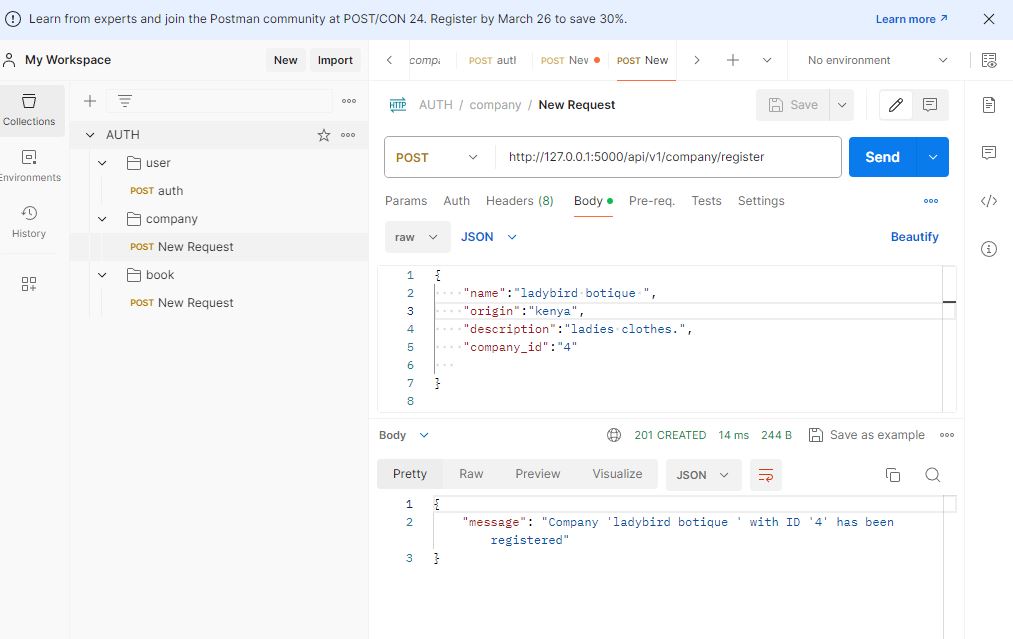 Learn from experts and join the Postman community at POST/CON 24. Register by March 26 to save 30%.
Learn more
My Workspace
New
Import
POST
POST
POST New
No environment
Collections
Environments
History
AUTH
user
POST auth
company
POST New Request
book
POST New Request
AUTH / company / New Request
Save
POST
http://127.0.0.1:5000/api/v1/company/register
Send
Params Auth Headers (8) Body Pre-req. Tests Settings
raw JSON
Beautify
1 {
2 "name":"ladybird botique ",
3 "origin":"kenya",
4 "description":"ladies clothes.",
5 "company_id":"4"
6
7 }
8
Body
201 CREATED 14 ms 244 B Save as example
Pretty Raw Preview Visualize JSON
1 {
2 "message": "Company 'ladybird botique ' with ID '4' has been
registered"
3 }